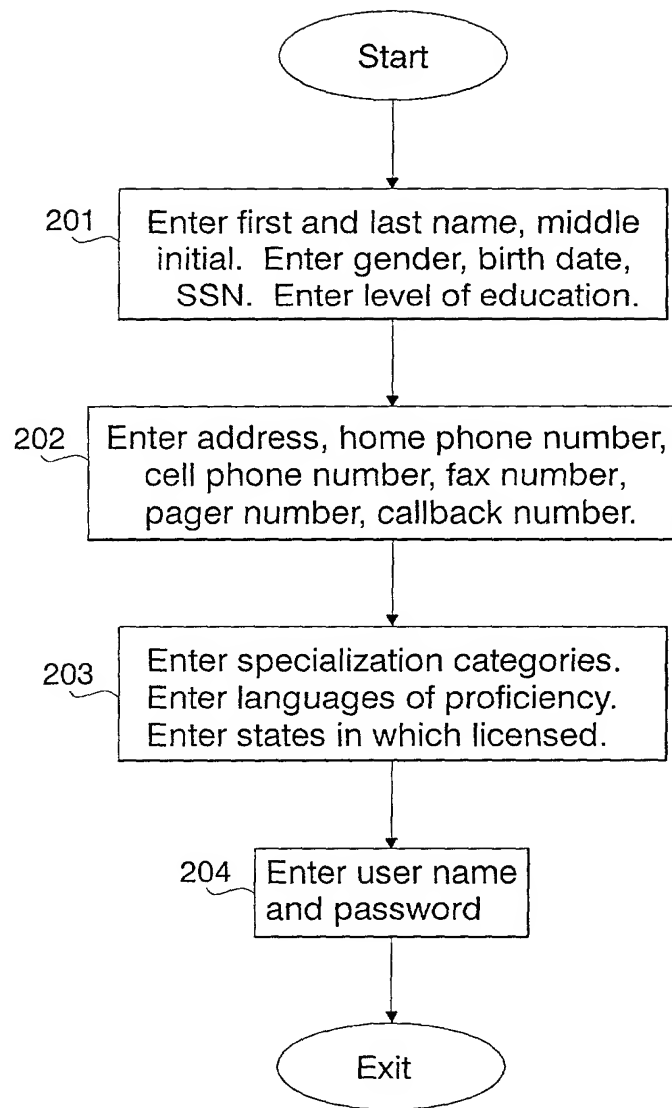 Start
201
Enter first and last name, middle
initial. Enter gender, birth date,
SSN. Enter level of education.
202
Enter address, home phone number,
cell phone number, fax number,
pager number, callback number.
203
Enter specialization categories.
Enter languages of proficiency.
Enter states in which licensed.
204
Enter user name
and password
Exit